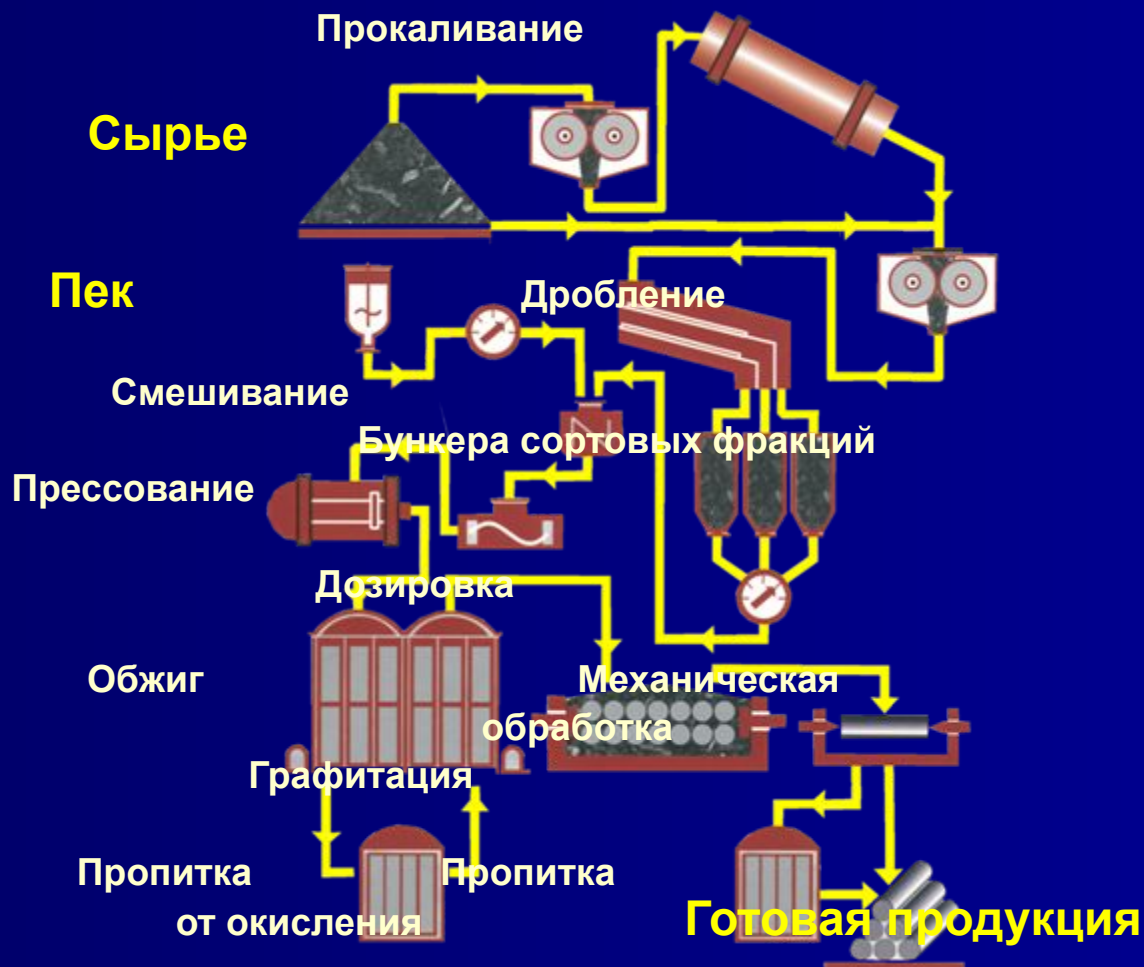 Прокаливание
Сырье
Пек
Дробление
Смешивание
Бункера сортовых фракций
Прессование
Дозировка
Обжиг
Механическая
обработка
Графитация
Пропитка
от окисления
Пропитка
Готовая продукция